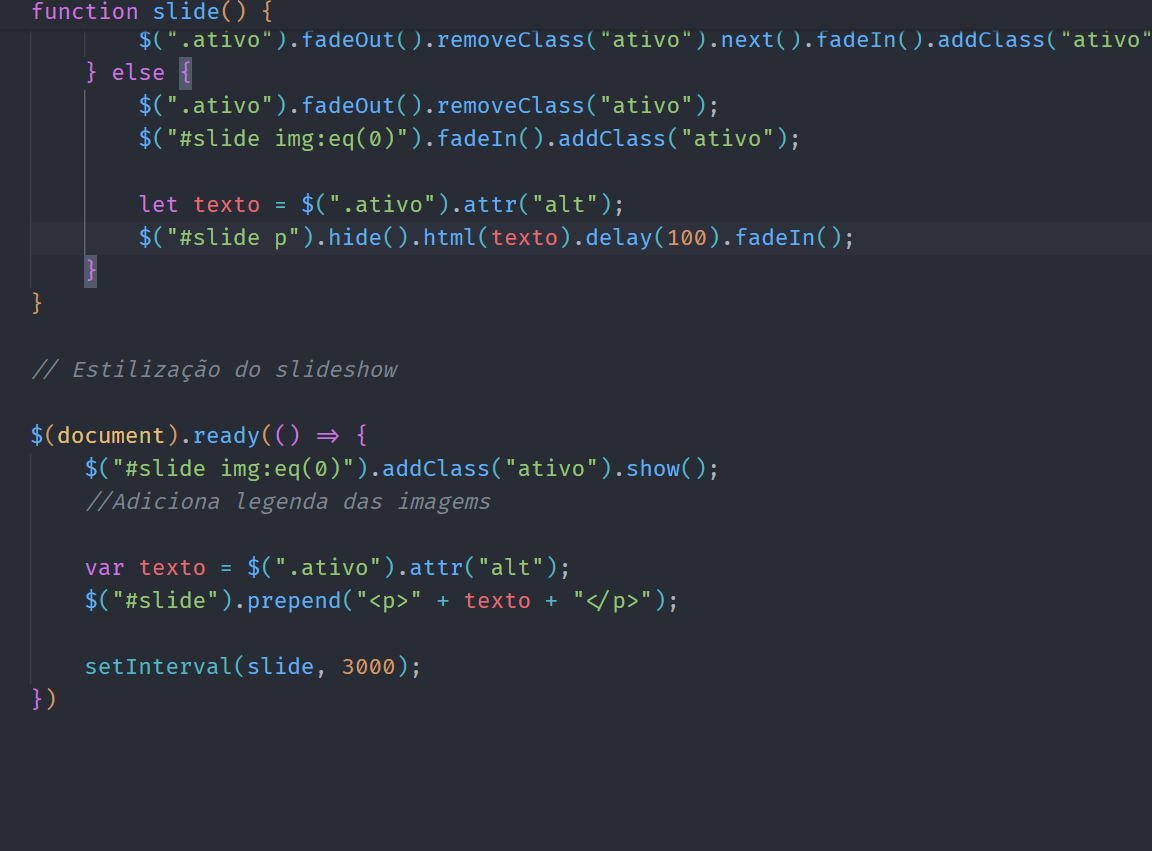 function slide() {
        $(".ativo").fadeOut().removeClass("ativo").next().fadeIn().addClass("ativo"
    } else {
        $(".ativo").fadeOut().removeClass("ativo");
        $("#slide img:eq(0)").fadeIn().addClass("ativo");

        let texto = $(".ativo").attr("alt");
        $("#slide p").hide().html(texto).delay(100).fadeIn();
    }
}

// Estilização do slideshow

$(document).ready(() => {
    $("#slide img:eq(0)").addClass("ativo").show();
    //Adiciona legenda das imagems

    var texto = $(".ativo").attr("alt");
    $("#slide").prepend("<p>" + texto + "</p>");

    setInterval(slide, 3000);
})